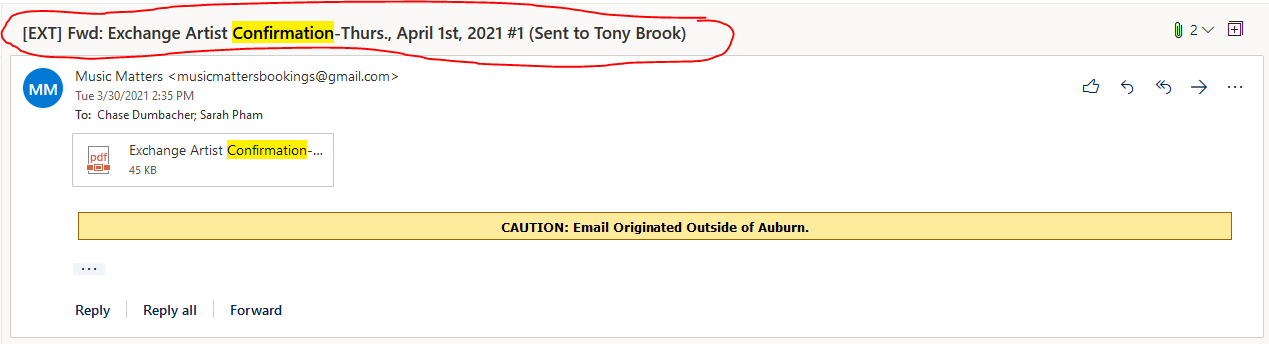 [EXT] Fwd: Exchange Artist Confirmation-Thurs., April 1st, 2021 #1 (Sent to Tony Brook)
2
MM
Music Matters <musicmattersbookings@gmail.com>
Tue 3/30/2021 2:35 PM
To: Chase Dumbacher; Sarah Pham
pdf
Exchange Artist Confirmation-...
45 KB
CAUTION: Email Originated Outside of Auburn.
...
Reply Reply all Forward